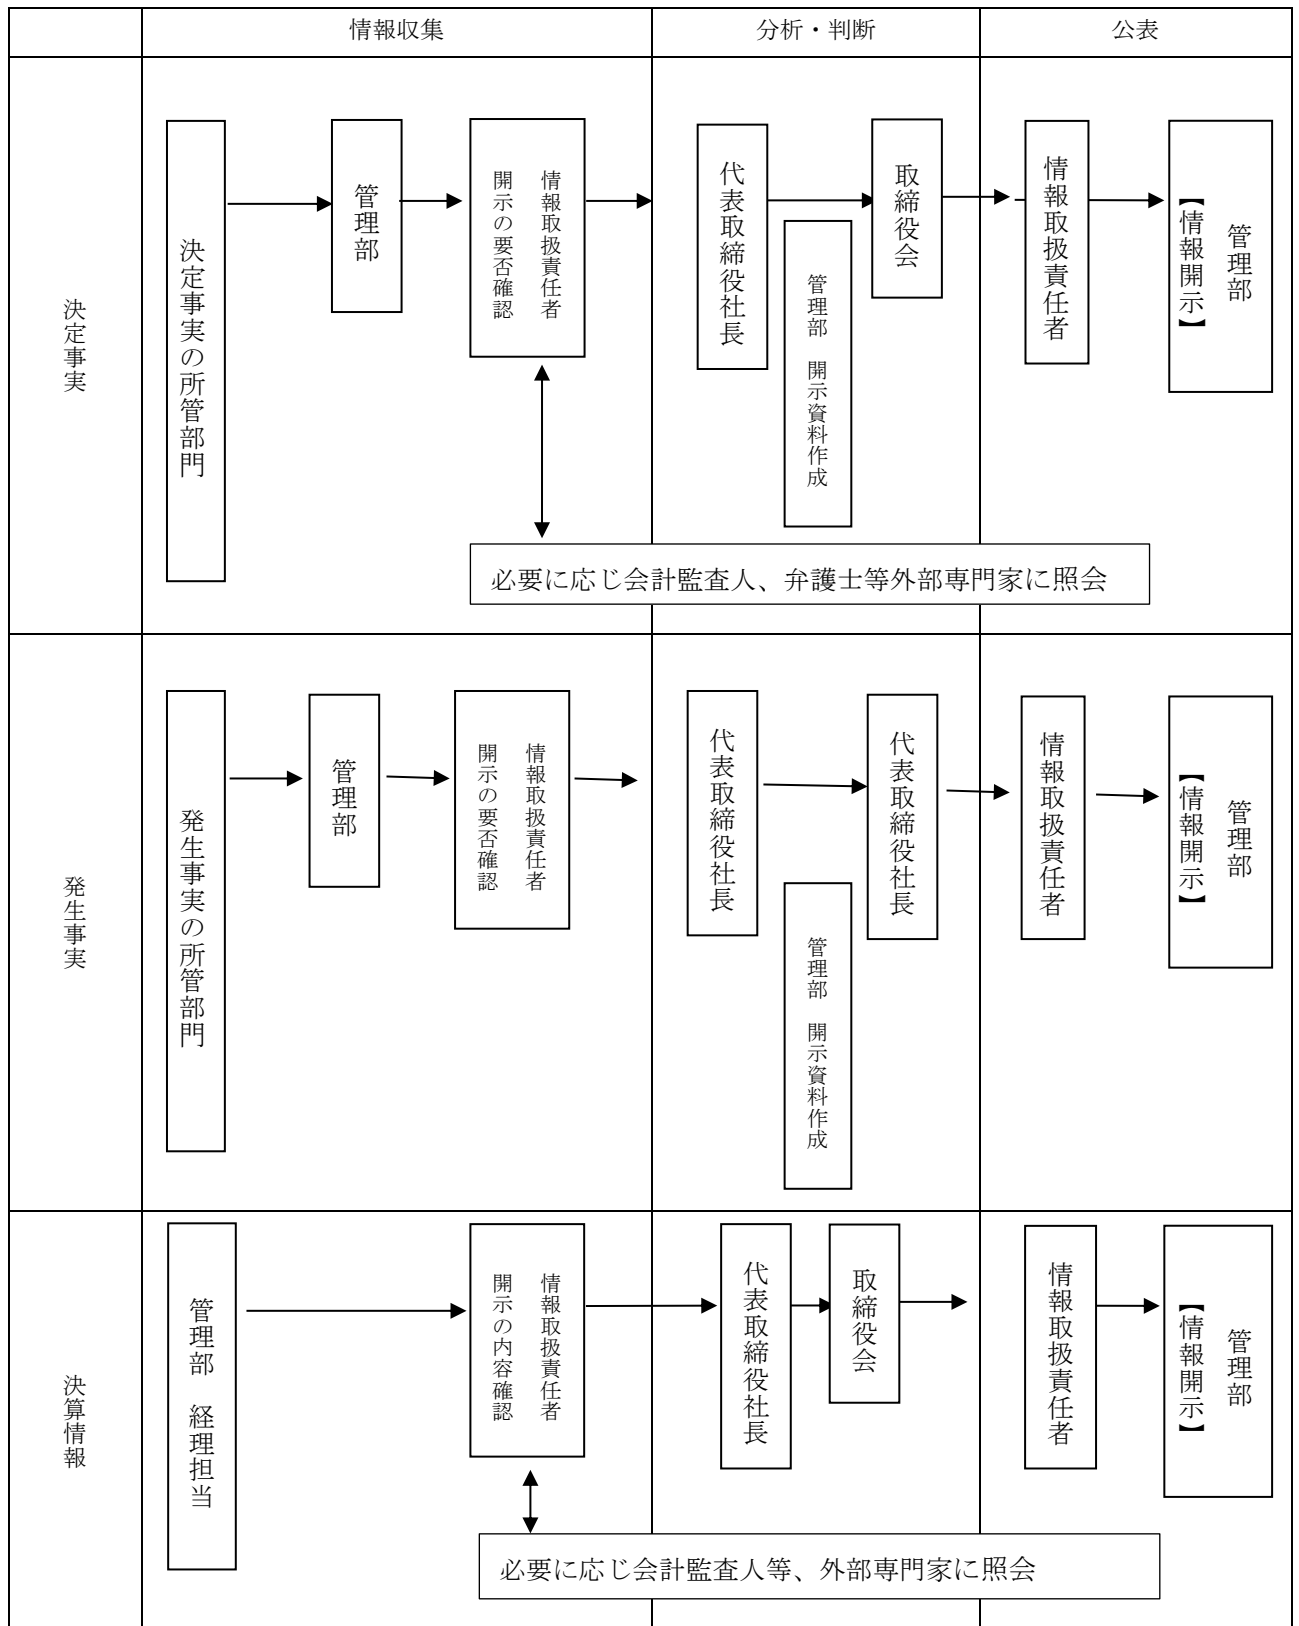 情報収集
分析・判断
公表
決定事実
決定事実の所管部門
管理部
情報取扱責任者
開示の要否確認
代表取締役社長
管理部　開示資料作成
取締役会
情報取扱責任者
管理部
【情報開示】
必要に応じ会計監査人、弁護士等外部専門家に照会
発生事実
発生事実の所管部門
管理部
情報取扱責任者
開示の要否確認
代表取締役社長
管理部　開示資料作成
代表取締役社長
情報取扱責任者
管理部
【情報開示】
決算情報
管理部　経理担当
情報取扱責任者
開示の内容確認
代表取締役社長
取締役会
情報取扱責任者
管理部
【情報開示】
必要に応じ会計監査人等、外部専門家に照会